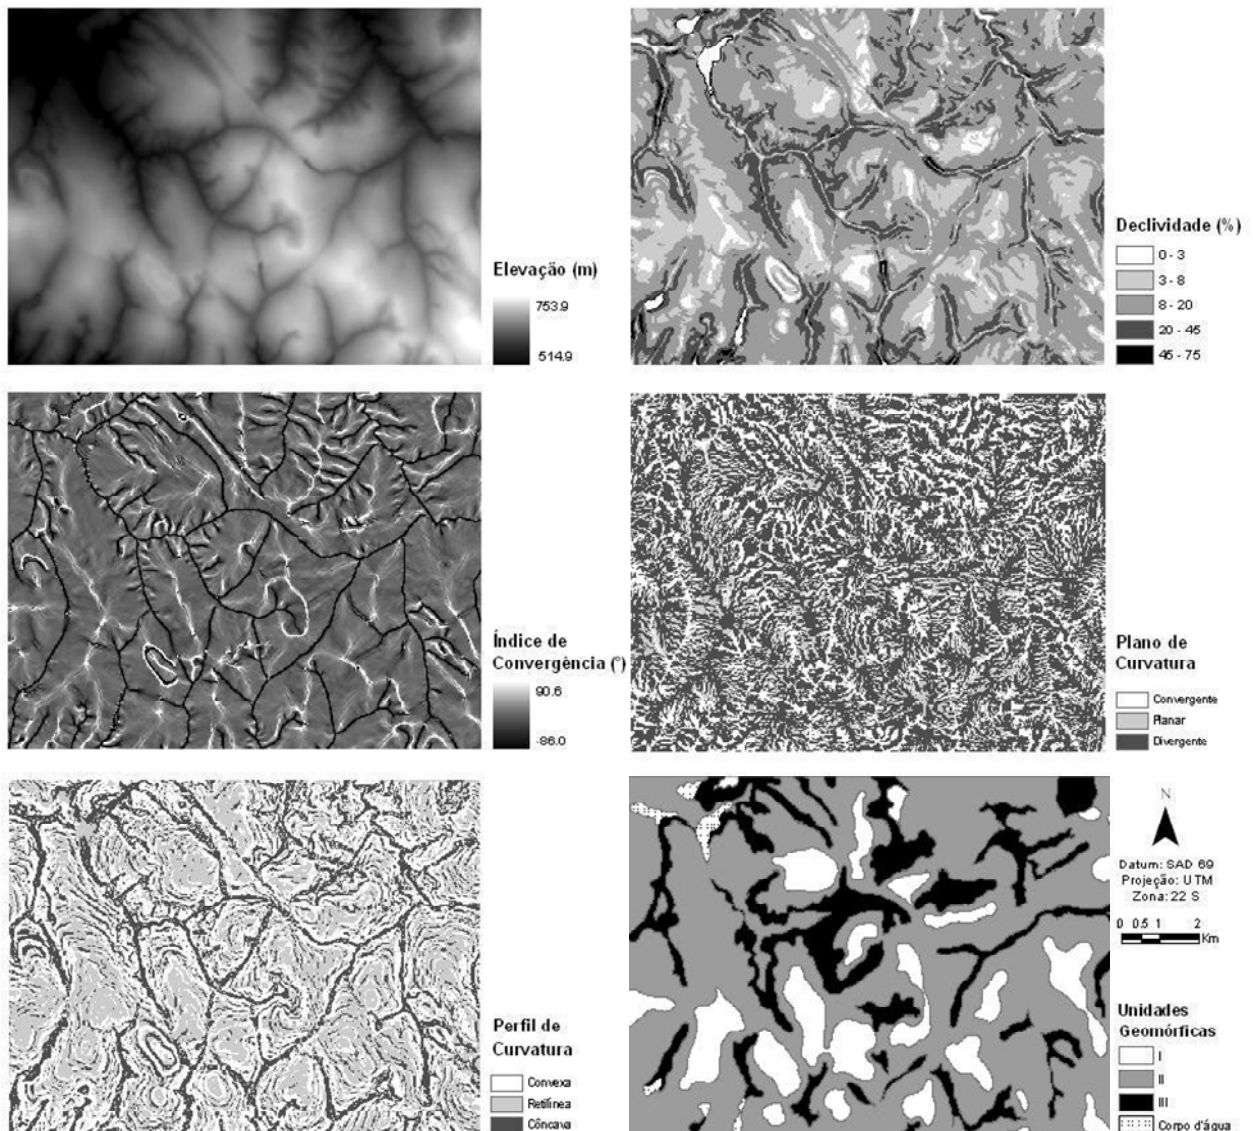 Elevação (m)
753.9
514.9
Declividade (%)
0 - 3
3 - 8
8 - 20
20 - 45
45 - 75
Índice de
Convergência (°)
90.6
-86.0
Plano de
Curvatura
Convergente
Planar
Divergente
Perfil de
Curvatura
Convexa
Retilínea
Côncava
N
Datum: SAD 69
Projeção: UTM
Zona: 22 S
0 0.5 1 2
Km
Unidades
Geomórficas
I
II
III
Corpo d'água